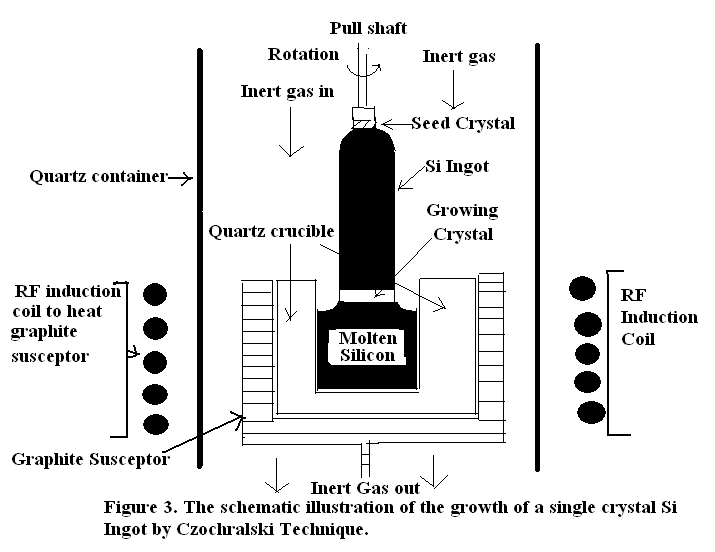 Pull shaft
Rotation
Inert gas
Inert gas in
Seed Crystal
Quartz container
Si Ingot
Growing
Crystal
Quartz crucible
RF induction
coil to heat
graphite
susceptor
RF
Induction
Coil
Molten
Silicon
Graphite Susceptor
Inert Gas out
Figure 3. The schematic illustration of the growth of a single crystal Si
Ingot by Czochralski Technique.